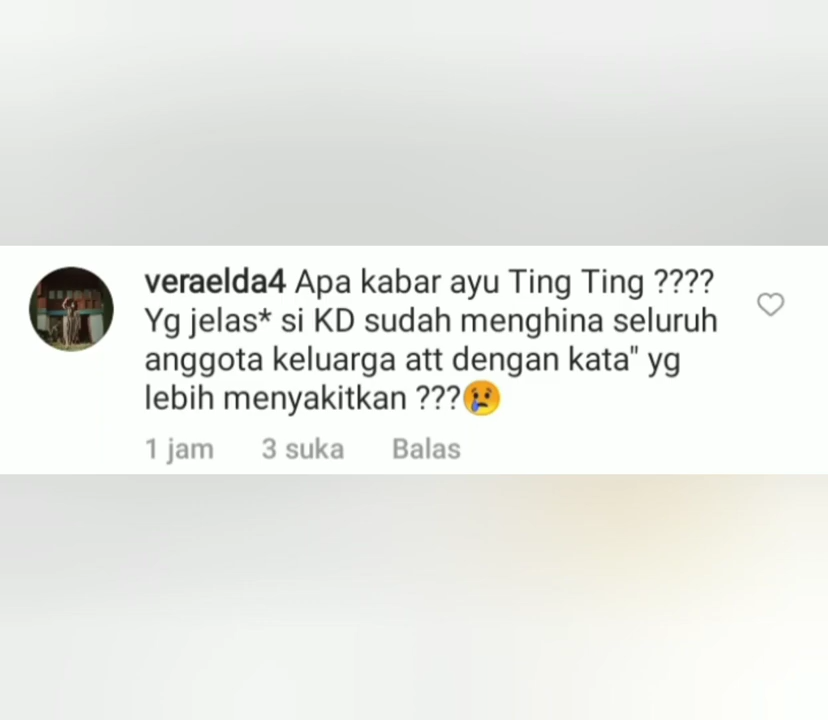 veraelda4 Apa kabar ayu Ting Ting ????
Yg jelas* si KD sudah menghina seluruh
anggota keluarga att dengan kata" yg
lebih menyakitkan ???😢
1 jam 3 suka Balas